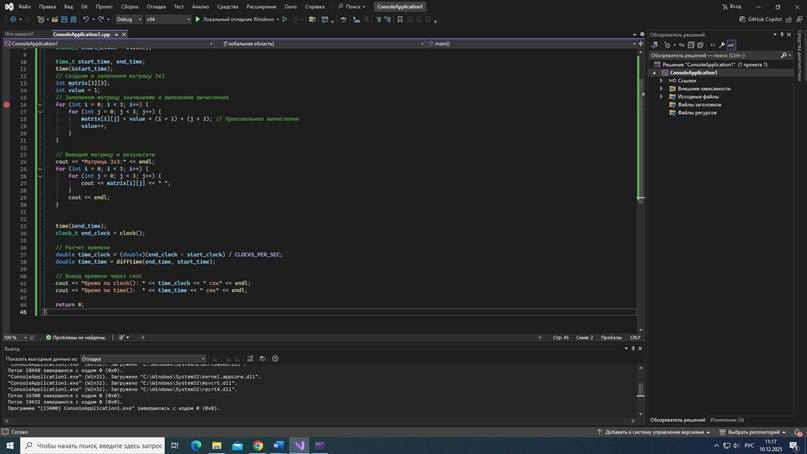 Что нового?
ConsoleApplication1.cpp
Файл Правка Вид Git Проект Сборка Отладка Тест Анализ Средства Расширения Окно Справка Поиск ConsoleApplication1 Вход
Debug x64 Локальный отладчик Windows GitHub Copilot
ConsoleApplication1 (Глобальная область) main()
10 time_t start_time, end_time;
11 time(&start_time);
12 // Создаем и заполняем матрицу 3x3
13 int matrix[3][3];
14 int value = 1;
15 // Заполняем матрицу значениями и выполняем вычисления
16 for (int i = 0; i < 3; i++) {
17 for (int j = 0; j < 3; j++) {
18 matrix[i][j] = value * (i + 1) * (j + 2); // Произвольное вычисление
19 value++;
20 }
21 }
22
23 // Выводим матрицу и результаты
24 cout << "Матрица 3x3:" << endl;
25 for (int i = 0; i < 3; i++) {
26 for (int j = 0; j < 3; j++) {
27 cout << matrix[i][j] << " ";
28 }
29 cout << endl;
30 }
31
32
33 time(&end_time);
34 clock_t end_clock = clock();
35
36 // Расчет времени
37 double time_clock = (double)(end_clock - start_clock) / CLOCKS_PER_SEC;
38 double time_time = difftime(end_time, start_time);
39
40 // Вывод времени через cout
41 cout << "Время по clock(): " << time_clock << " сек" << endl;
42 cout << "Время по time(): " << time_time << " сек" << endl;
43
44 return 0;
45 }
100 % Проблемы не найдены. Стр: 45 Симв: 2 Пробелы CRLF
Вывод
Показать выходные данные из: Отладка
"ConsoleApplication1.exe" (Win32). Загружено "C:\Windows\System32\kernel.appcore.dll".
"ConsoleApplication1.exe" (Win32). Загружено "C:\Windows\System32\msvcrt.dll".
"ConsoleApplication1.exe" (Win32). Загружено "C:\Windows\System32\rpcrt4.dll".
Поток 16300 завершился с кодом 0 (0x0).
Поток 19432 завершился с кодом 0 (0x0).
Программа "[13400] ConsoleApplication1.exe" завершилась с кодом 0 (0x0).
Обозреватель решений
Обозреватель решений — поиск (Ctrl+;)
Решение "ConsoleApplication1" (1 проекта)
ConsoleApplication1
Ссылки
Внешние зависимости
Исходные файлы
Файлы заголовков
Файлы ресурсов
Обозреватель решений Изменения Git
Готово Добавить в систему управления версиями Выбрать репозиторий
Чтобы начать поиск, введите здесь запрос
РУС
11:17
10.12.2025